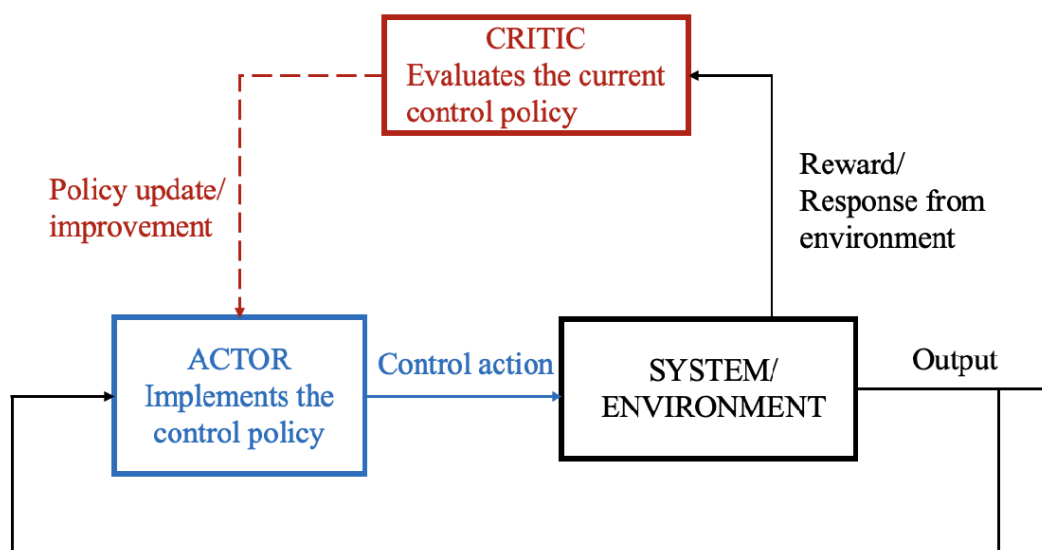 CRITIC
Evaluates the current
control policy
Policy update/
improvement
Reward/
Response from
environment
ACTOR
Implements the
control policy
Control action
SYSTEM/
ENVIRONMENT
Output